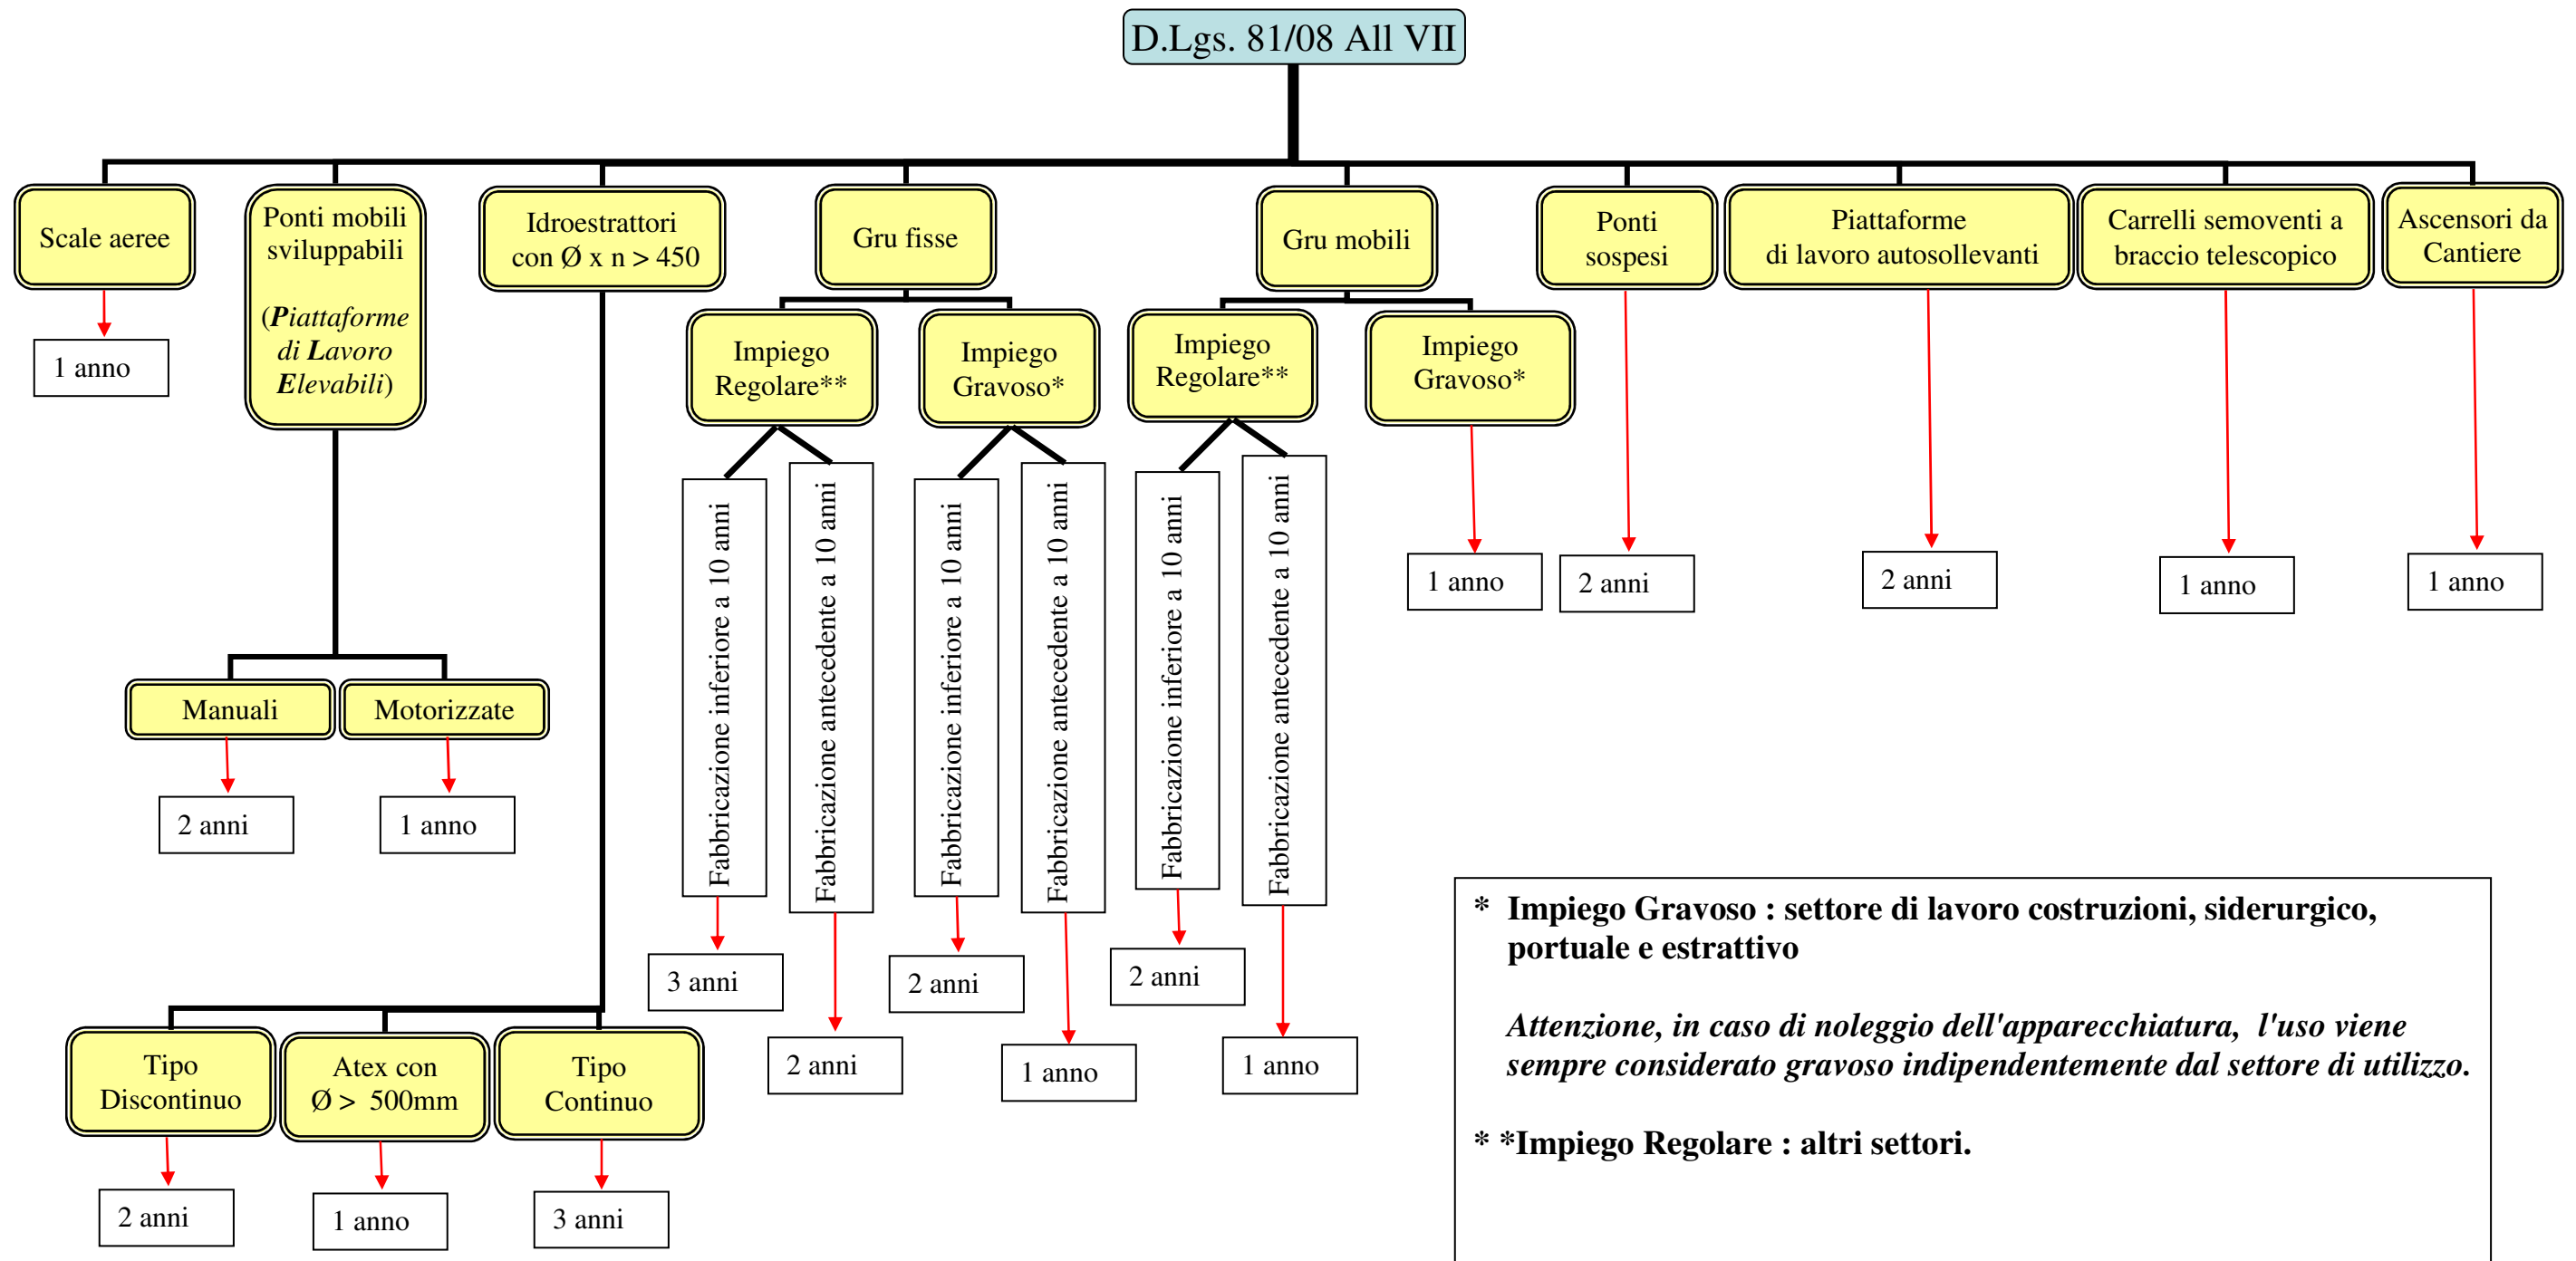 D.Lgs. 81/08 All VII
Scale aeree
1 anno
Ponti mobili
sviluppabili
(Piattaforme
di Lavoro
Elevabili)
Manuali
2 anni
Motorizzate
1 anno
Idroestrattori
con Ø x n > 450
Tipo
Discontinuo
2 anni
Atex con
Ø >  500mm
1 anno
Tipo
Continuo
3 anni
Gru fisse
Impiego
Regolare**
Fabbricazione inferiore a 10 anni
3 anni
Fabbricazione antecedente a 10 anni
2 anni
Impiego
Gravoso*
Fabbricazione inferiore a 10 anni
2 anni
Fabbricazione antecedente a 10 anni
1 anno
Gru mobili
Impiego
Regolare**
Fabbricazione inferiore a 10 anni
2 anni
Fabbricazione antecedente a 10 anni
1 anno
Impiego
Gravoso*
1 anno
Ponti
sospesi
2 anni
Piattaforme
di lavoro autosollevanti
2 anni
Carrelli semoventi a
braccio telescopico
1 anno
Ascensori da
Cantiere
1 anno
* Impiego Gravoso : settore di lavoro costruzioni, siderurgico,
portuale e estrattivo
Attenzione, in caso di noleggio dell'apparecchiatura,  l'uso viene
sempre considerato gravoso indipendentemente dal settore di utilizzo.
* *Impiego Regolare : altri settori.